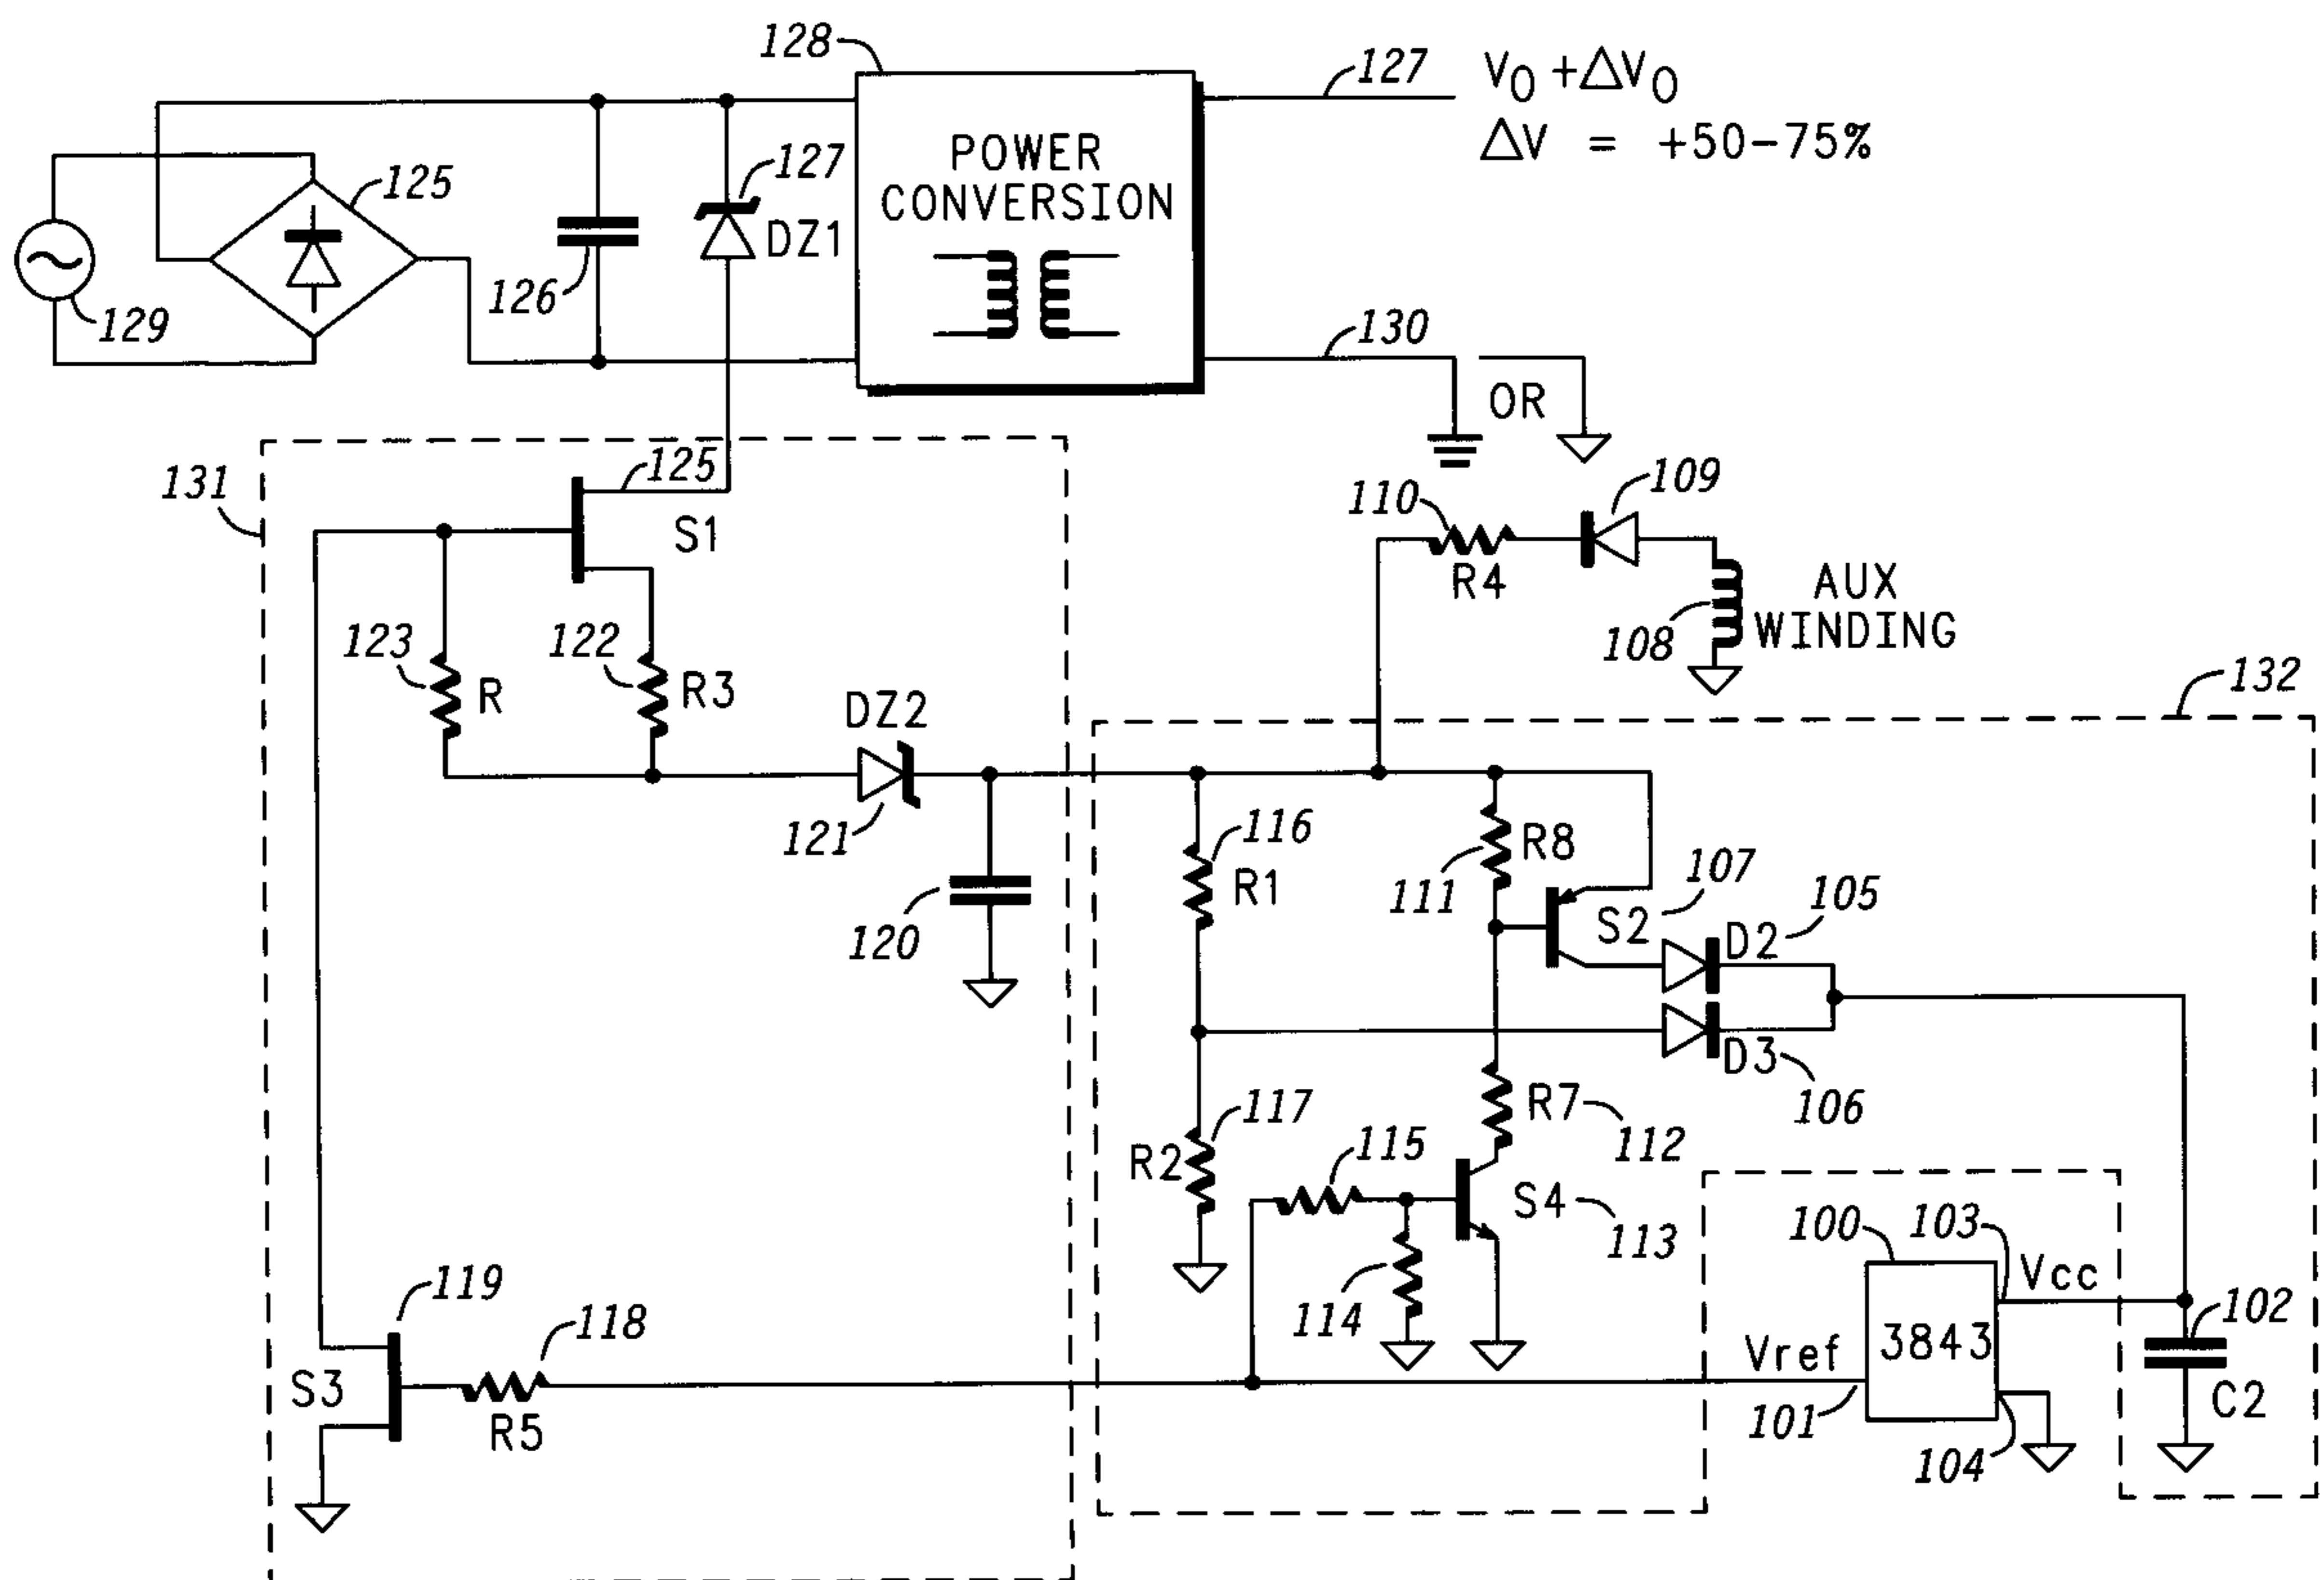 128
127
V0 +ΔV0
ΔV = +50-75%
POWER
CONVERSION
125
127
DZ1
126
129
130
OR
131
125
S1
110
109
R4
AUX
WINDING
108
123
R
122
R3
132
DZ2
121
120
116
R1
R8
111
107
S2
105
D2
D3
106
117
R2
R7
112
115
114
S4
113
100
103
Vcc
102
3843
Vref
101
104
C2
119
118
S3
R5